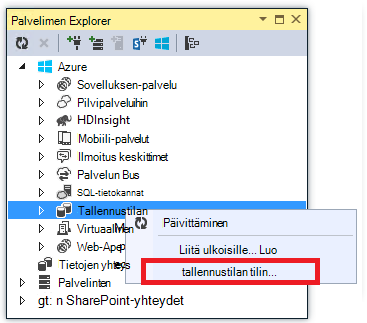 Palvelimen Explorer
Azure
Sovelluksen-palvelu
Pilvipalveluihin
HDInsight
Mobiili-palvelut
Ilmoitus keskittimet
Palvelun Bus
SQL-tietokannat
Tallennustilan
Päivittäminen
Virtuaal
Web-App
Liitä ulkoisille... Luo
Tietojen yhteys
tallennustilan tilin...
Palvelinten
gt: n SharePoint-yhteydet